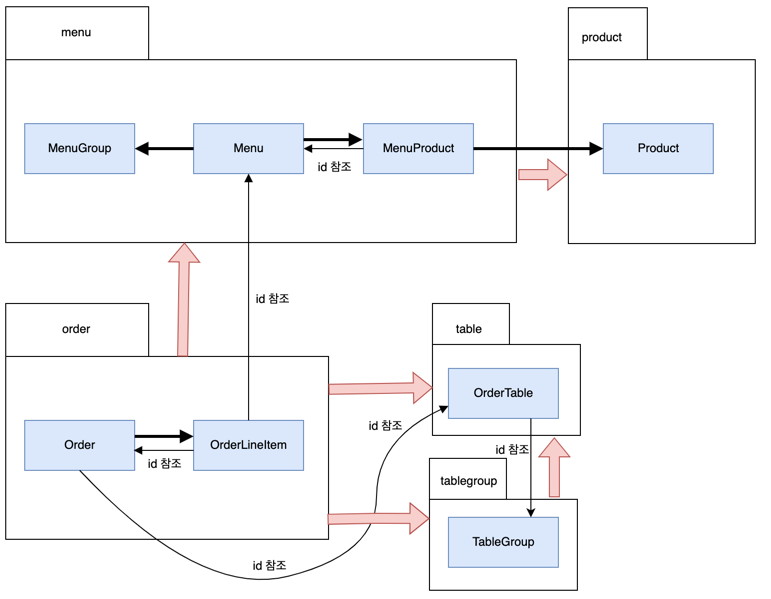 menu
product
MenuGroup
Menu
MenuProduct
Product
id 참조
id 참조
order
table
OrderTable
id 참조
Order
OrderLineItem
id 참조
id 참조
tablegroup
TableGroup
id 참조